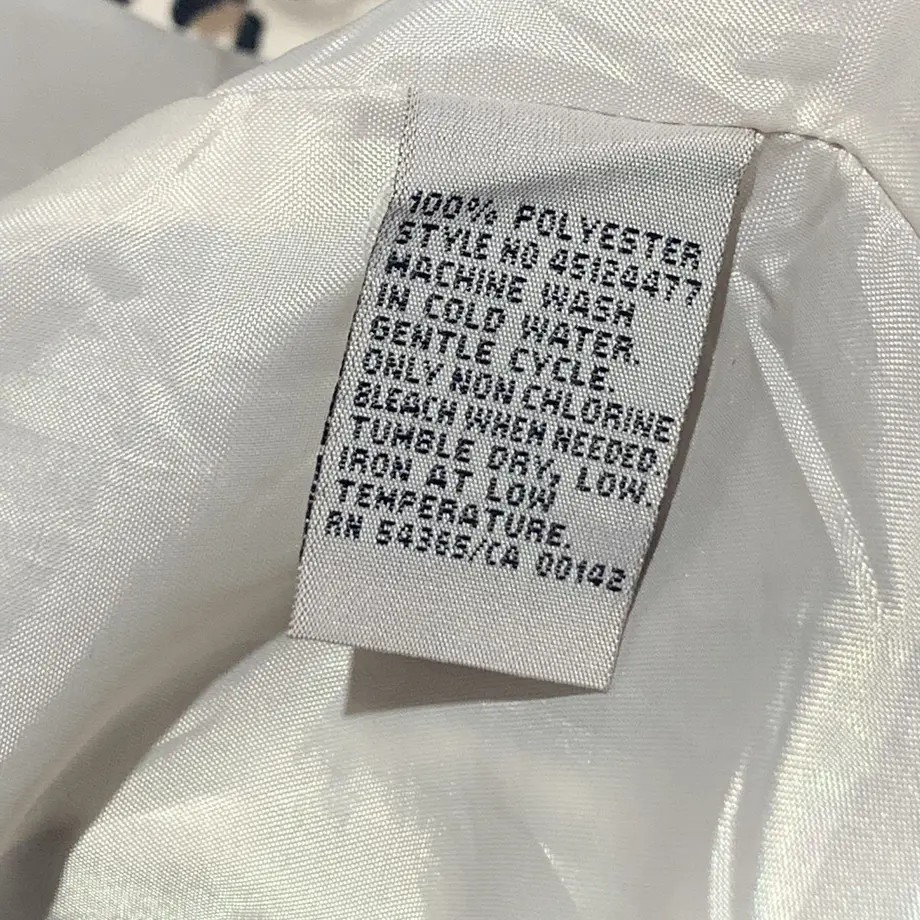 100% POLYESTER
STYLE NO 45184477
MACHINE WASH
IN COLD WATER.
GENTLE CYCLE.
ONLY NON CHLORINE
BLEACH WHEN NEEDED.
TUMBLE DRY, LOW.
IRON AT LOW
TEMPERATURE.
RN 54365/CA 00142